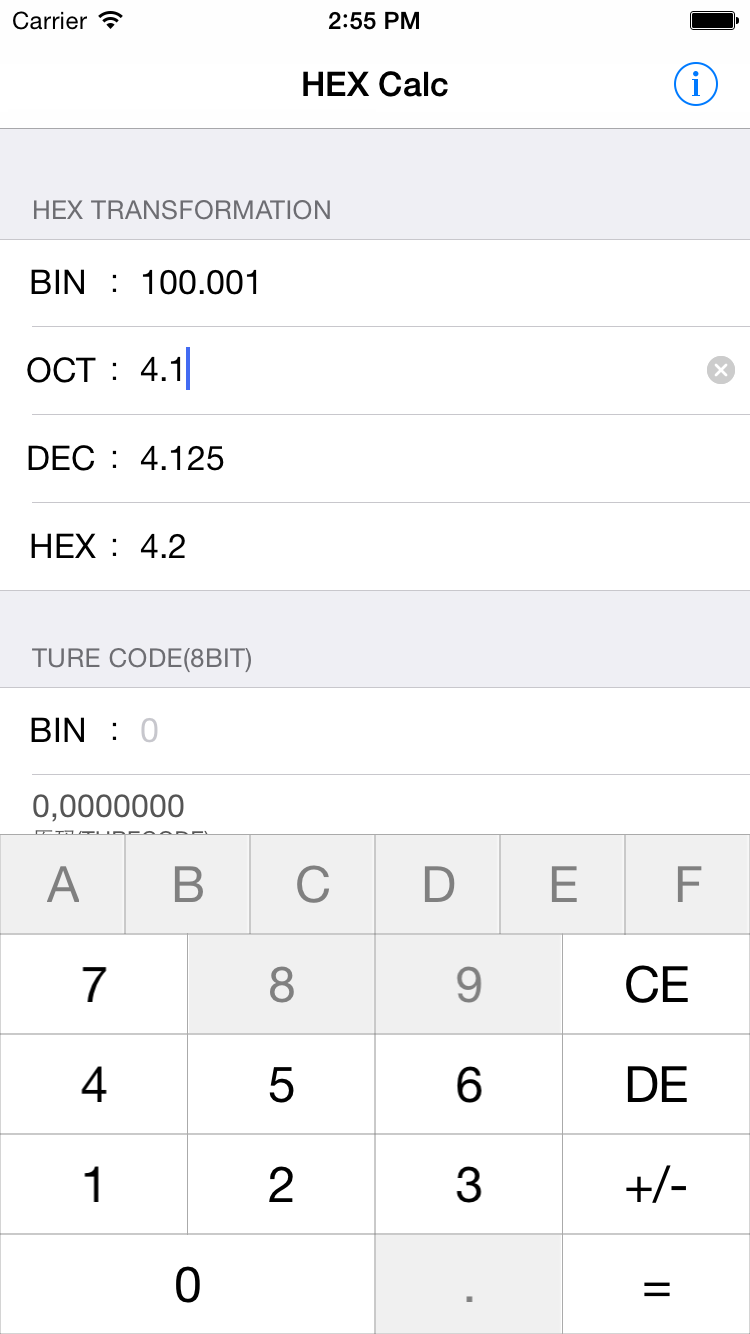 Carrier 2:55 PM
HEX Calc
HEX TRANSFORMATION
BIN : 100.001
OCT : 4.1
DEC : 4.125
HEX : 4.2
TURE CODE(8BIT)
BIN : 0
0,0000000
A B C D E F
7 8 9 CE
4 5 6 DE
1 2 3 +/-
0 . =